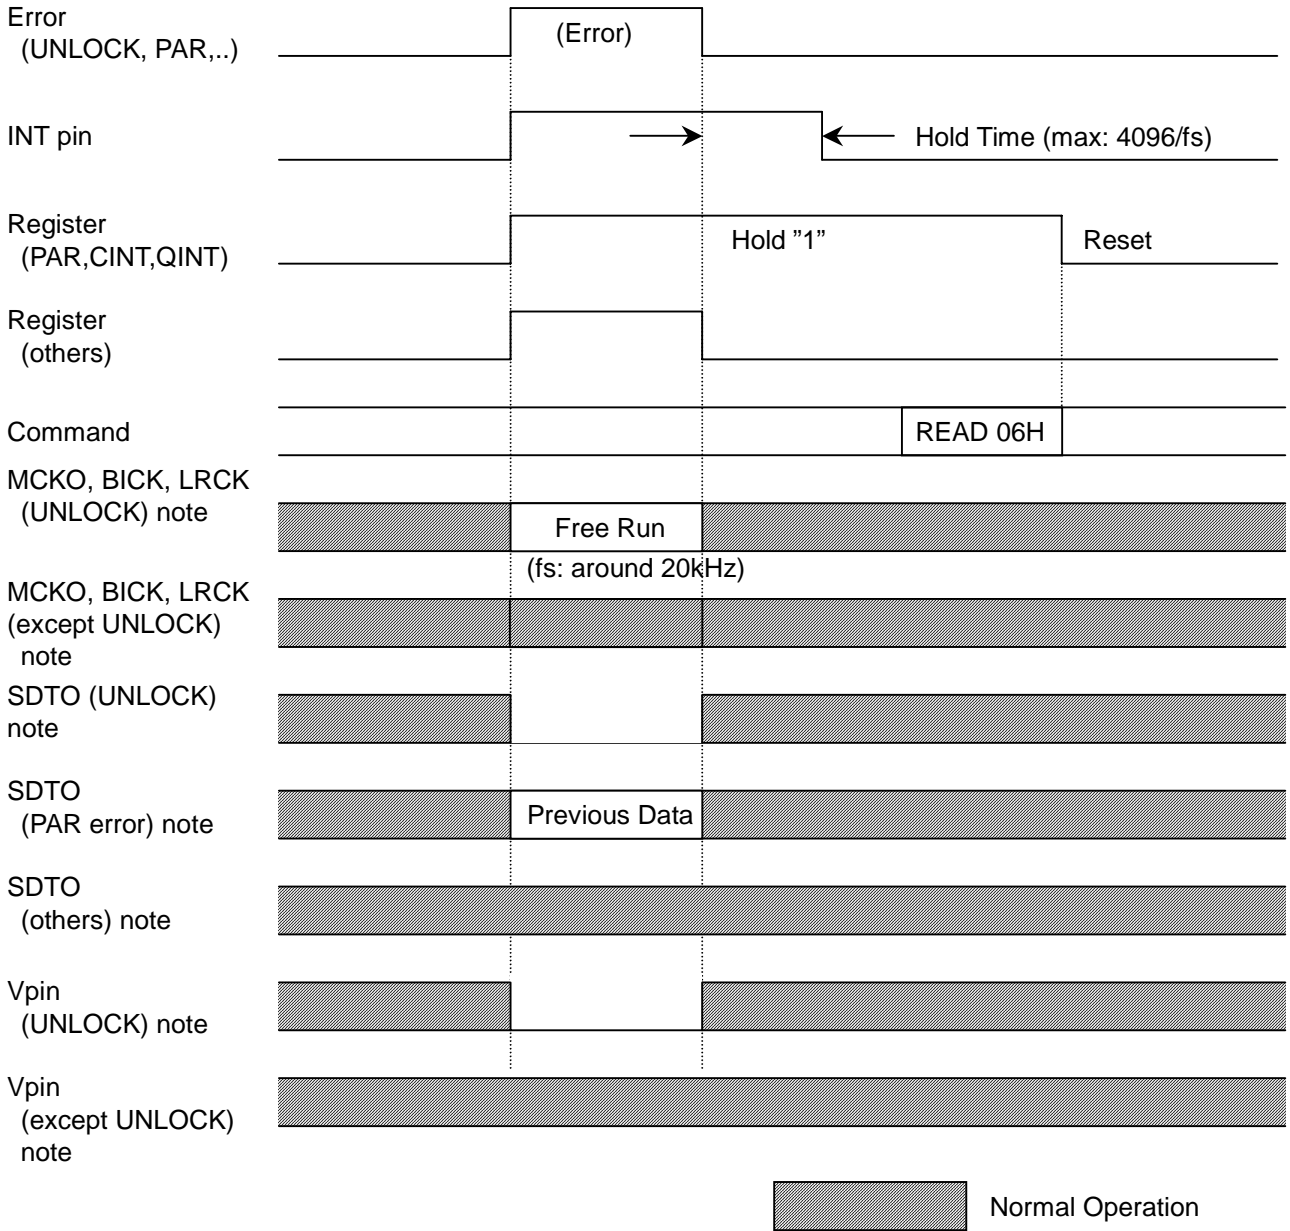 Error
(UNLOCK, PAR,..)
(Error)
INT pin
Hold Time (max: 4096/fs)
Register
(PAR,CINT,QINT)
Hold ”1”
Reset
Register
(others)
Command
READ 06H
MCKO, BICK, LRCK
(UNLOCK) note
Free Run
(fs: around 20kHz)
MCKO, BICK, LRCK
(except UNLOCK)
note
SDTO (UNLOCK)
note
SDTO
(PAR error) note
Previous Data
SDTO
(others) note
Vpin
(UNLOCK) note
Vpin
(except UNLOCK)
note
Normal Operation